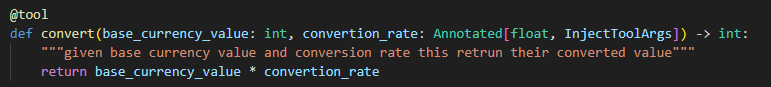 @tool
def convert(base_currency_value: int, convertion_rate: Annotated[float, InjectToolArgs]) -> int:
    """given base currency value and conversion rate this retrun their converted value"""
    return base_currency_value * convertion_rate